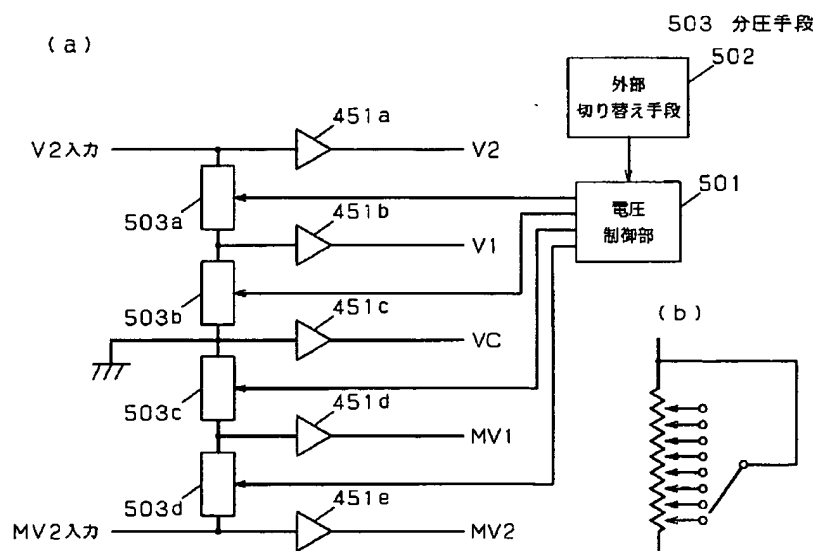 503 分圧手段
(a)
502
外部
切り替え手段
451a
V2入力
V2
501
503a
電圧
制御部
451b
V1
503b
451c
(b)
VC
503c
451d
MV1
503d
451e
MV2入力
MV2